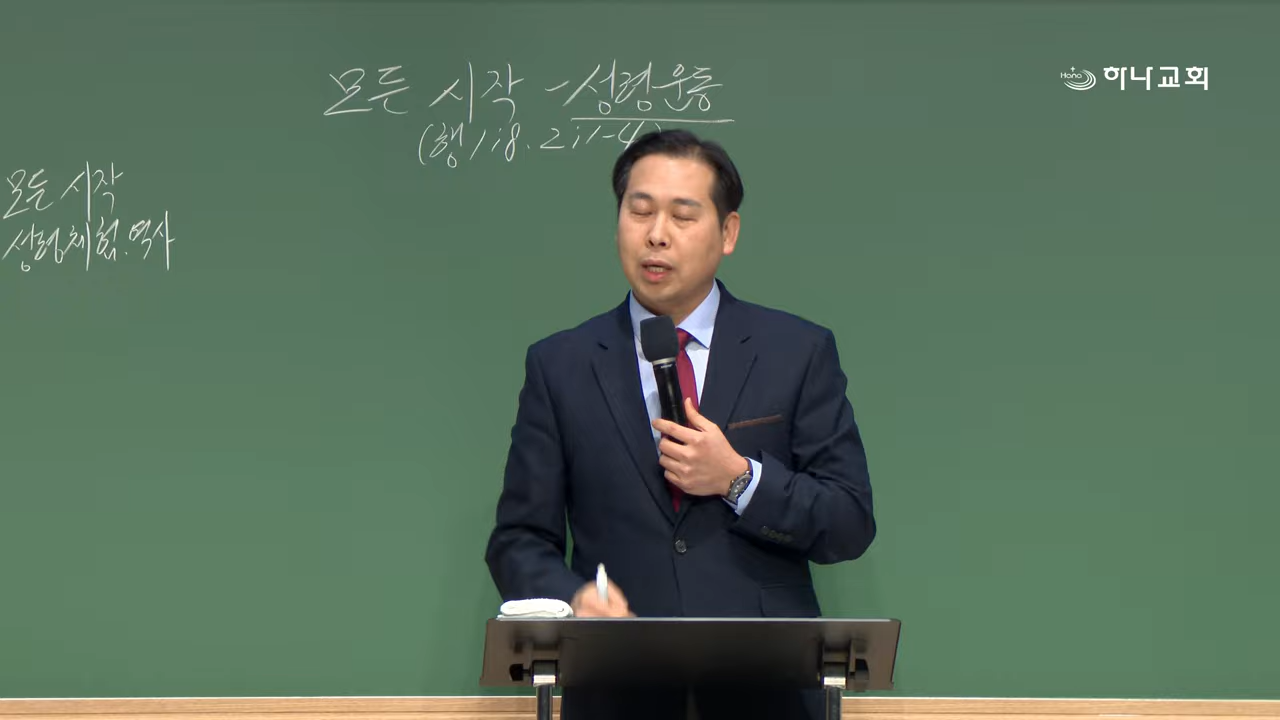 모든 시작 - 성령운동
(행 1:8. 2:1-4)
모든 시작
성령체험.역사
Hana 하나교회